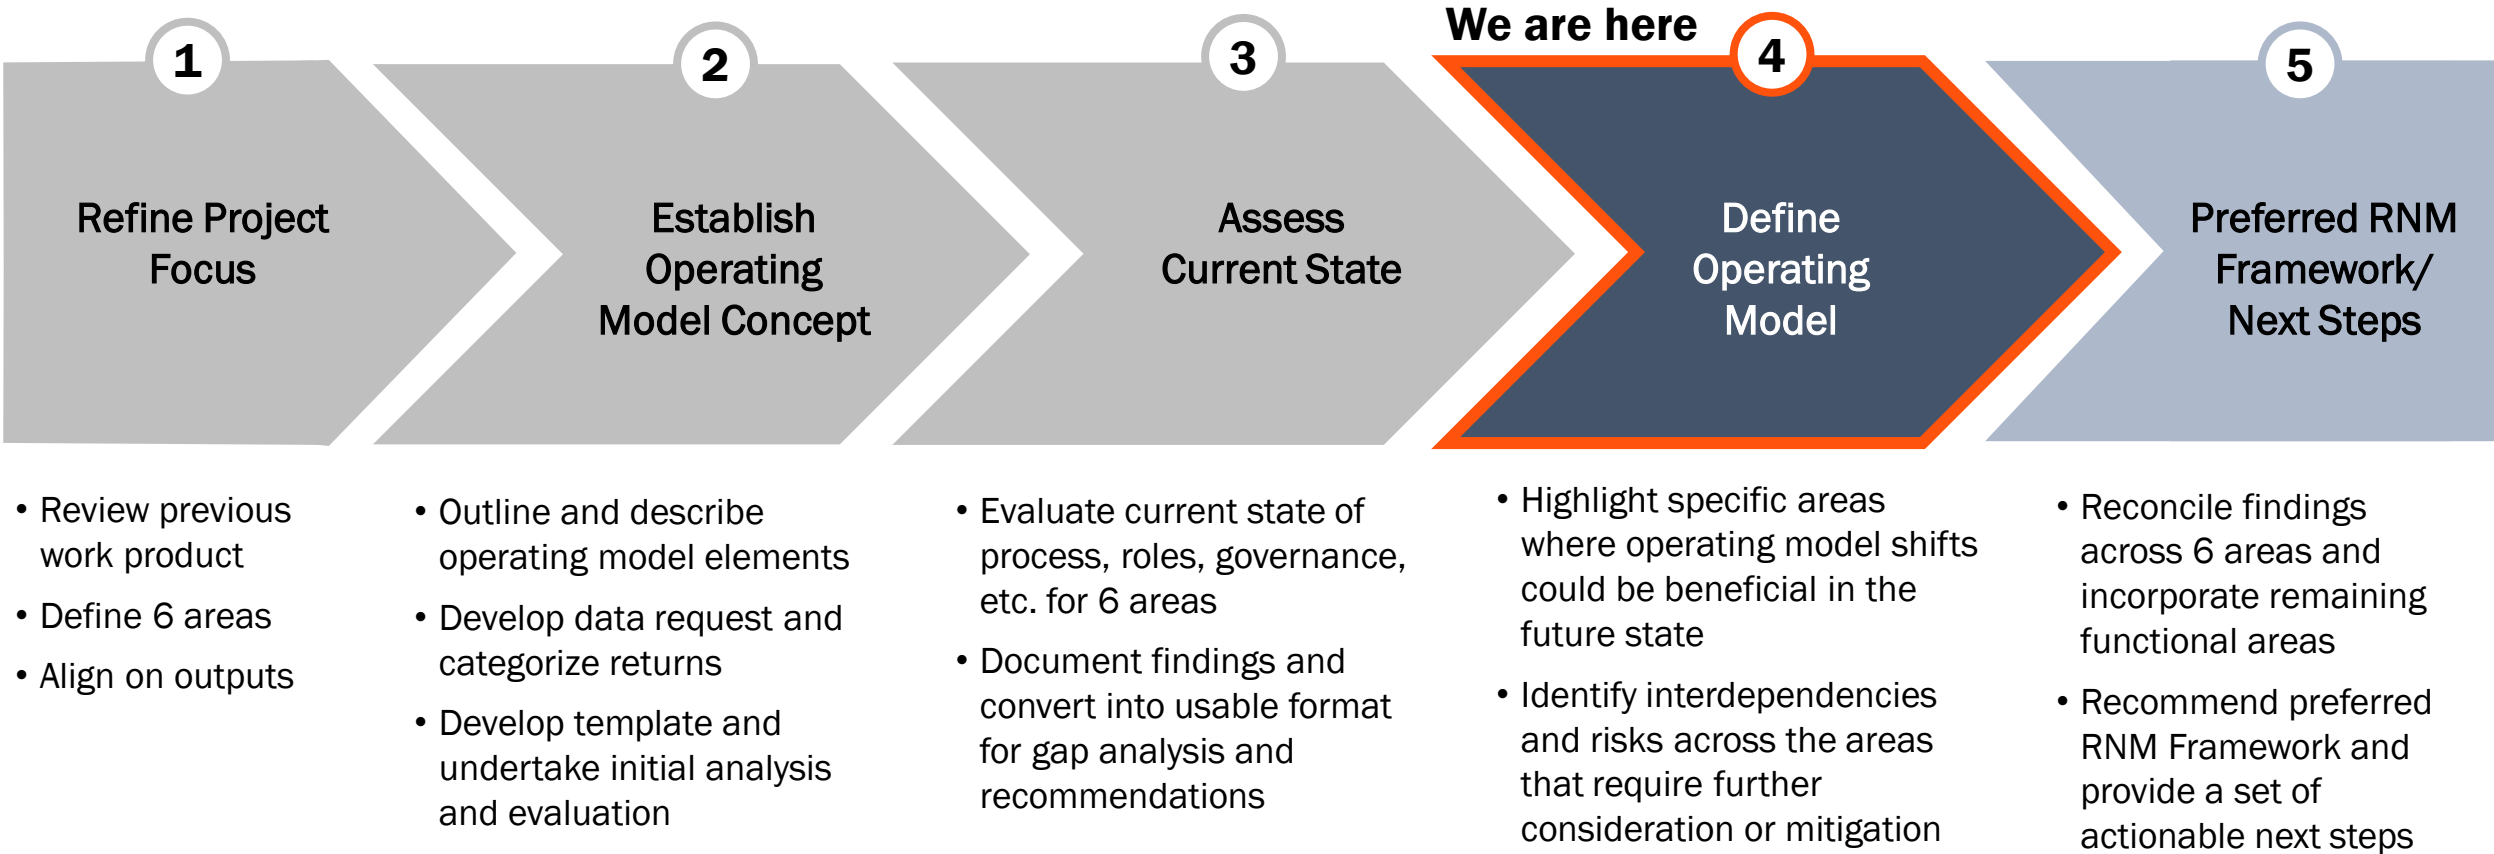 1
Refine Project
Focus
• Review previous
work product
• Define 6 areas
• Align on outputs
2
Establish
Operating
Model Concept
• Outline and describe
operating model elements
• Develop data request and
categorize returns
• Develop template and
undertake initial analysis
and evaluation
3
Assess
Current State
• Evaluate current state of
process, roles, governance,
etc. for 6 areas
• Document findings and
convert into usable format
for gap analysis and
recommendations
We are here
4
Define
Operating
Model
• Highlight specific areas
where operating model shifts
could be beneficial in the
future state
• Identify interdependencies
and risks across the areas
that require further
consideration or mitigation
5
Preferred RNM
Framework/
Next Steps
• Reconcile findings
across 6 areas and
incorporate remaining
functional areas
• Recommend preferred
RNM Framework and
provide a set of
actionable next steps